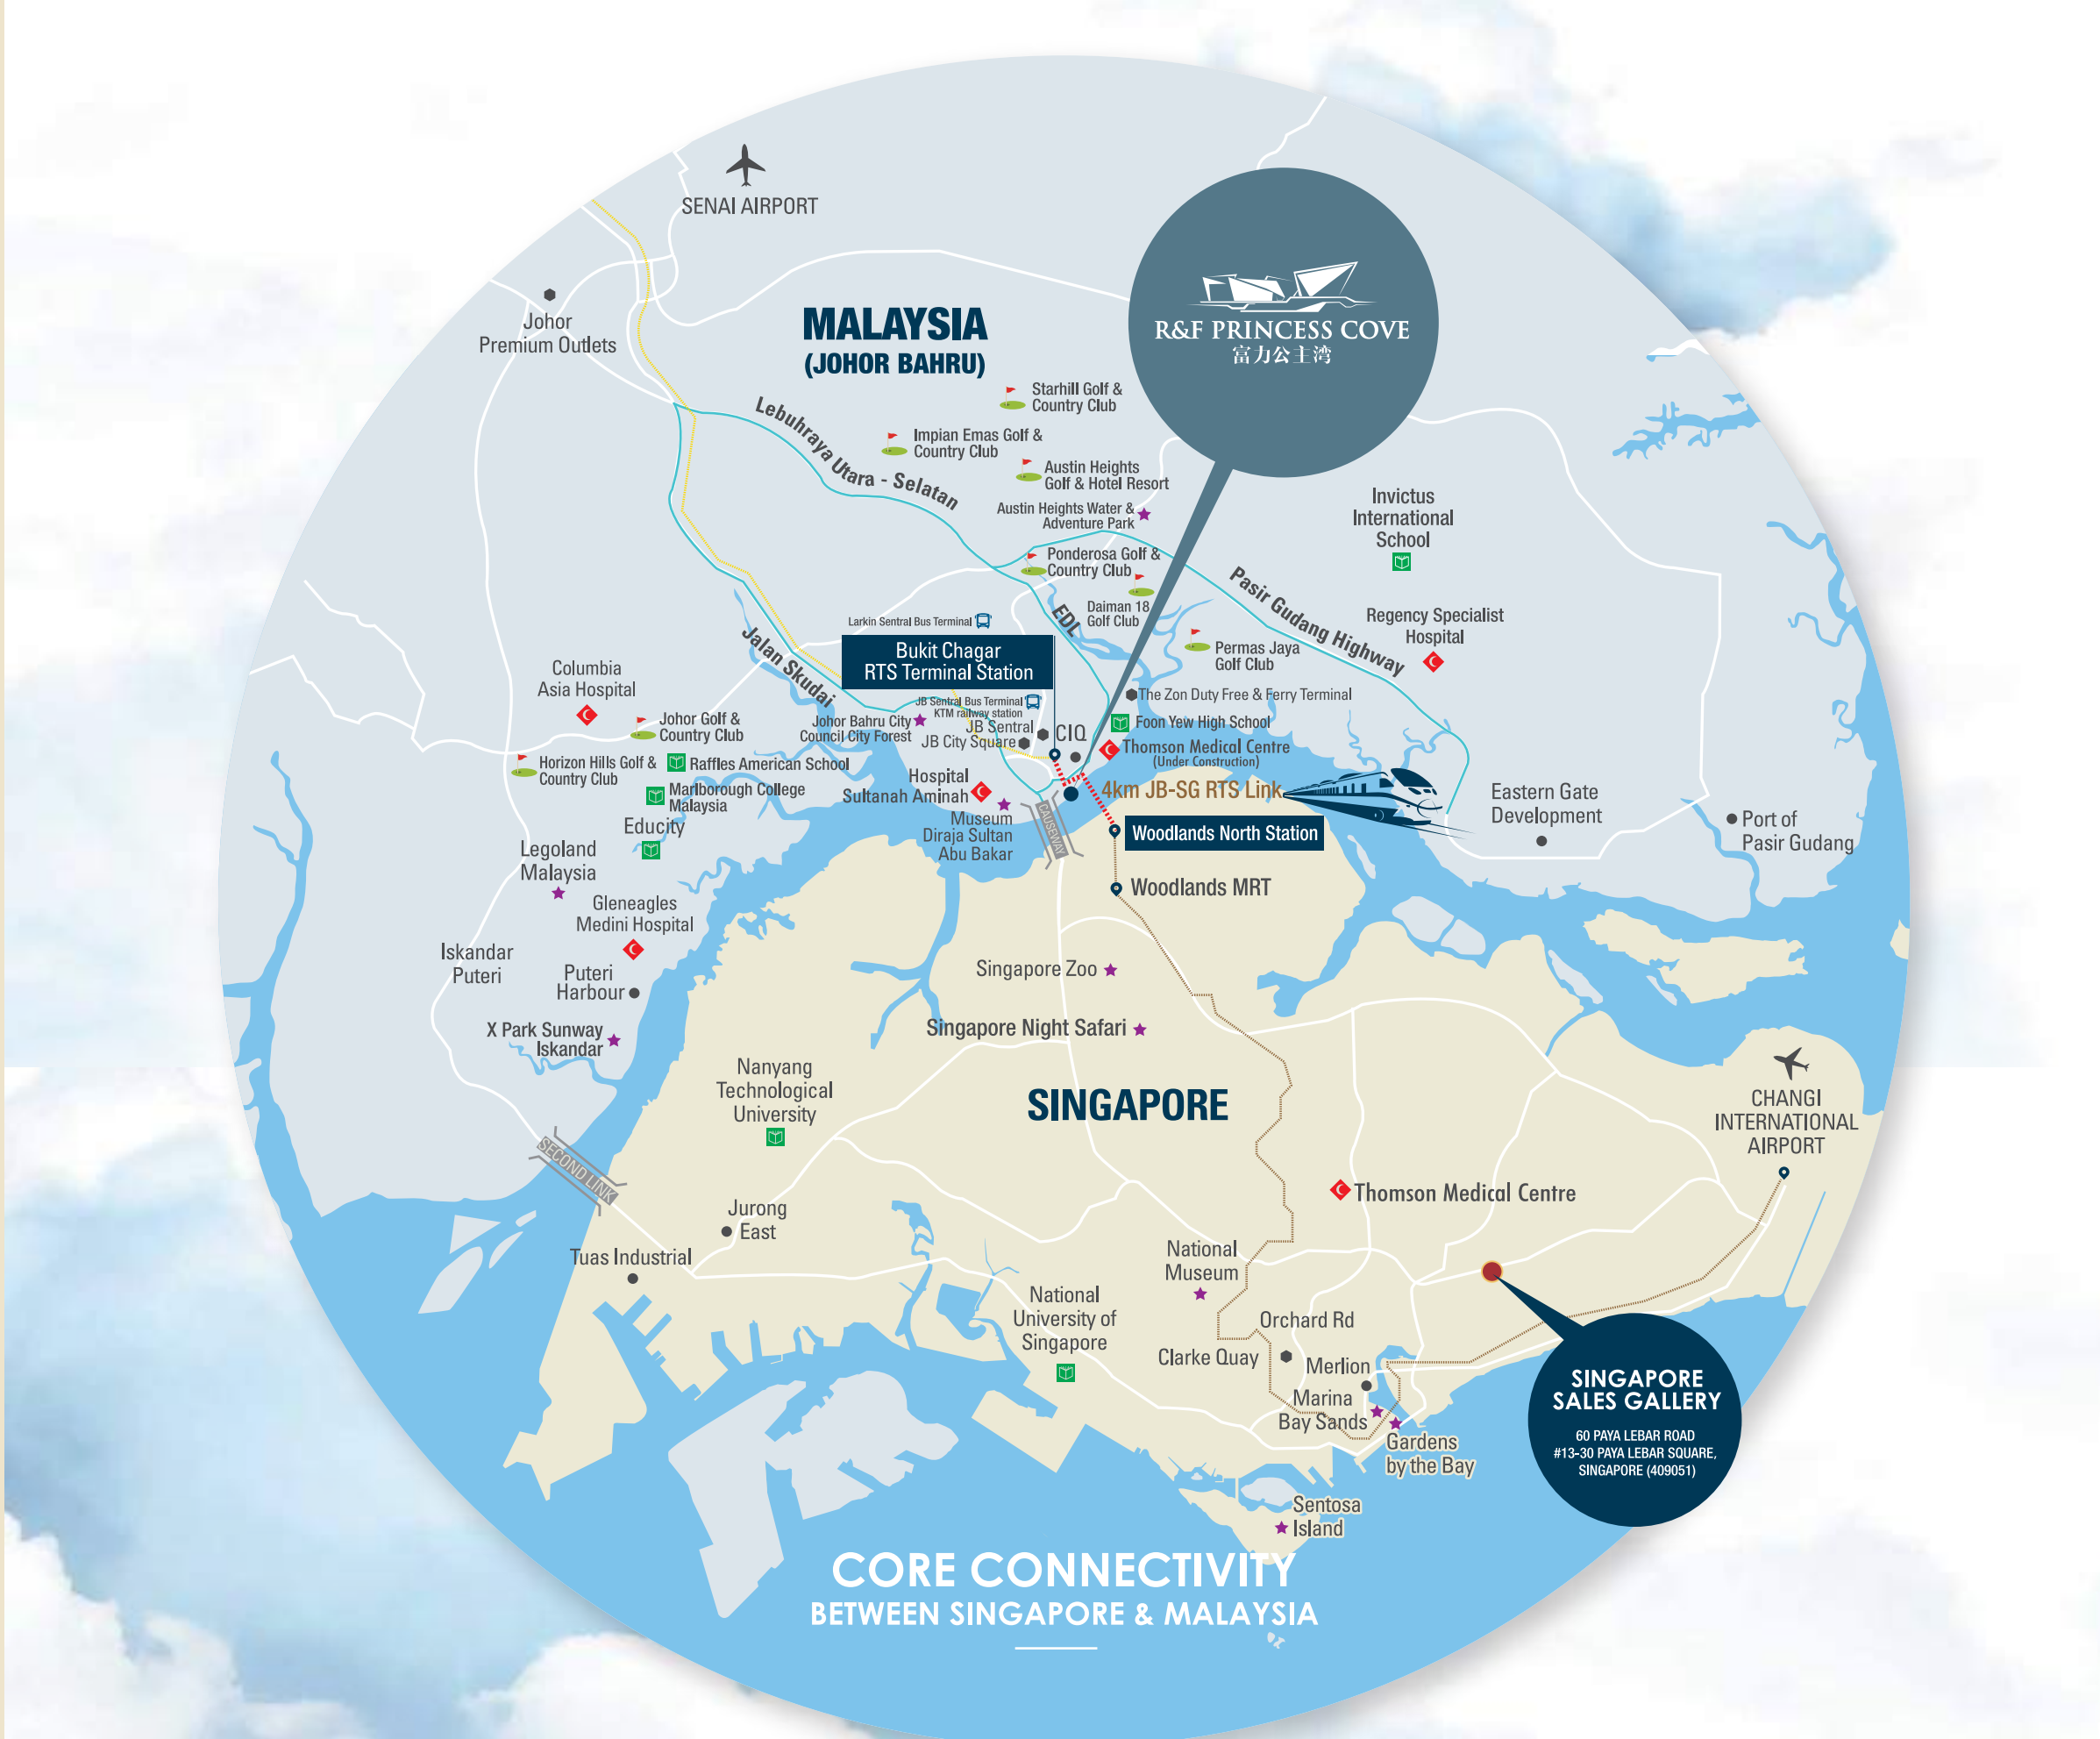 SENAI AIRPORT
Johor
Premium Outlets
MALAYSIA
(JOHOR BAHRU)
R&F PRINCESS COVE
富力公主湾
Starhill Golf &
Country Club
Lebuhraya Utara - Selatan
Impian Emas Golf &
Country Club
Austin Heights
Golf & Hotel Resort
Austin Heights Water &
Adventure Park
Invictus
International
School
Ponderosa Golf &
Country Club
Daiman 18
Golf Club
EDL
Pasir Gudang Highway
Regency Specialist
Hospital
Permas Jaya
Golf Club
Larkin Sentral Bus Terminal
Bukit Chagar
RTS Terminal Station
Jalan Skudai
Columbia
Asia Hospital
JB Sentral Bus Terminal
KTM railway station
JB Sentral
JB City Square
CIQ
The Zon Duty Free & Ferry Terminal
Foon Yew High School
Johor Bahru City
Council City Forest
Johor Golf &
Country Club
Thomson Medical Centre
(Under Construction)
Horizon Hills Golf &
Country Club
Raffles American School
Marlborough College
Malaysia
Hospital
Sultanah Aminah
4km JB-SG RTS Link
Museum
Diraja Sultan
Abu Bakar
CAUSEWAY
Woodlands North Station
Eastern Gate
Development
Port of
Pasir Gudang
Educity
Legoland
Malaysia
Woodlands MRT
Gleneagles
Medini Hospital
Iskandar
Puteri
Puteri
Harbour
Singapore Zoo
X Park Sunway
Iskandar
Singapore Night Safari
Nanyang
Technological
University
SINGAPORE
CHANGI
INTERNATIONAL
AIRPORT
SECOND LINK
Thomson Medical Centre
Jurong
East
Tuas Industrial
National
Museum
National
University of
Singapore
Orchard Rd
Clarke Quay
Merlion
Marina
Bay Sands
Gardens
by the Bay
SINGAPORE
SALES GALLERY
60 PAYA LEBAR ROAD
#13-30 PAYA LEBAR SQUARE,
SINGAPORE (409051)
Sentosa
Island
CORE CONNECTIVITY
BETWEEN SINGAPORE & MALAYSIA